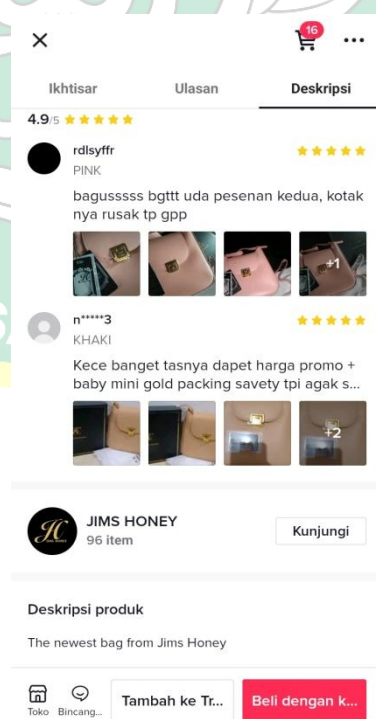 16
Ikhtisar Ulasan Deskripsi
4.9/5
rdlsyffr
PINK
bagusssss bgttt uda pesenan kedua, kotak
nya rusak tp gpp
+1
n*****3
KHAKI
Kece banget tasnya dapet harga promo +
baby mini gold packing savety tpi agak s...
+2
JIMS HONEY
96 item
Kunjungi
Deskripsi produk
The newest bag from Jims Honey
Toko Bincang... Tambah ke Tr... Beli dengan k...